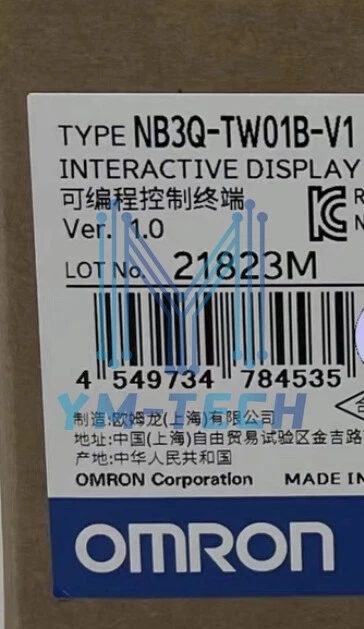 TYPE NB3Q-TW01B-V1
INTERACTIVE DISPLAY
可编程控制终端
Ver. 1.0
LOT No. 21823M
4 549734 784535
YM-TECH
制造:欧姆龙(上海)有限公司
地址:中国(上海)自由贸易试验区金吉路
产地:中华人民共和国
OMRON Corporation MADE IN
OMRON